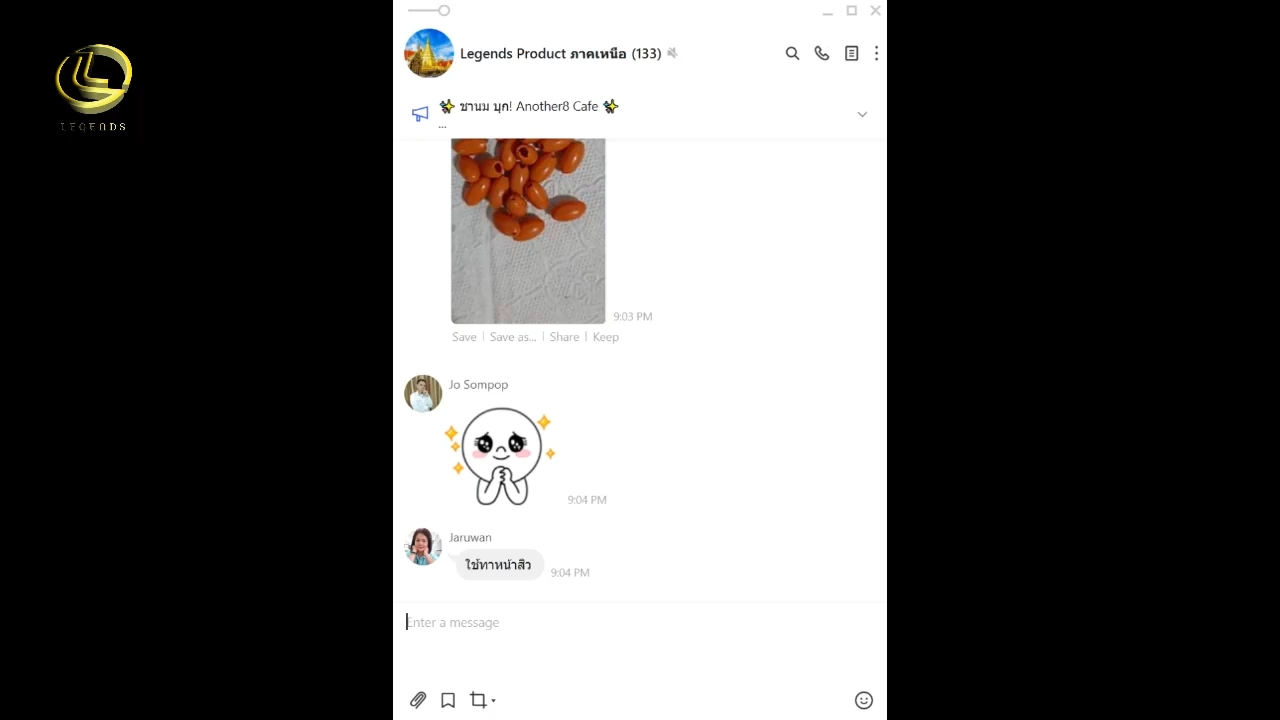 LEGENDS
Legends Product ภาคเหนือ (133)
✨ ชานม บุก! Another8 Cafe ✨
...
9:03 PM
Save | Save as... | Share | Keep
Jo Sompop
9:04 PM
Jaruwan
ใช้ทาหน้าสิว
9:04 PM
Enter a message